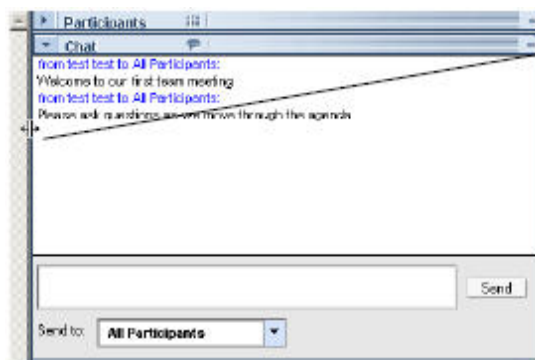 Participants
Chat
from test test to All Participants:
Welcome to our first team meeting
from test test to All Participants:
Please ask questions as we move through the agenda
Send
Send to: All Participants